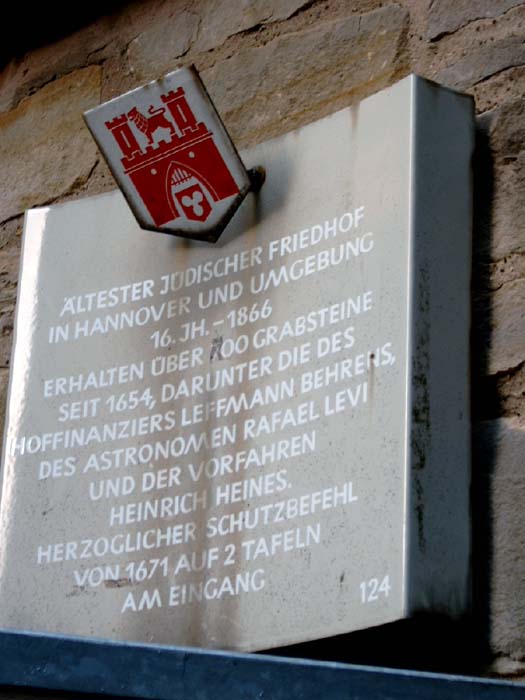 ÄLTESTER JÜDISCHER FRIEDHOF
IN HANNOVER UND UMGEBUNG
16. JH. - 1866
ERHALTEN ÜBER 700 GRABSTEINE
SEIT 1654, DARUNTER DIE DES
HOFFINANZIERS LEFFMANN BEHRENS,
DES ASTRONOMEN RAFAEL LEVI
UND DER VORFAHREN
HEINRICH HEINES.
HERZOGLICHER SCHUTZBEFEHL
VON 1671 AUF 2 TAFELN
AM EINGANG
124